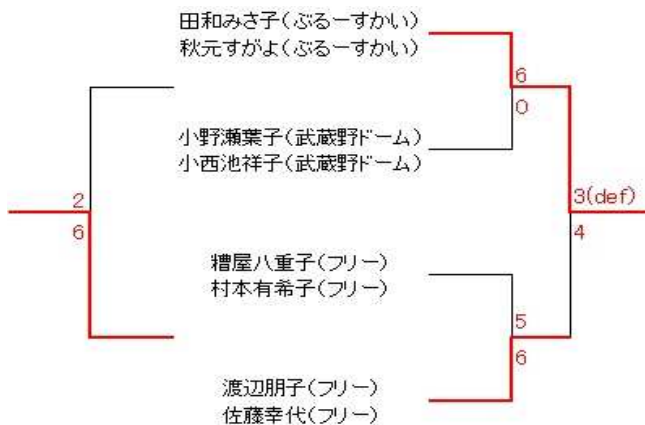 田和みさ子(ぶるーすかい)
秋元すがよ(ぶるーすかい)
6
0
小野瀬葉子(武蔵野ドーム)
小西池祥子(武蔵野ドーム)
2
6
3(def)
4
糟屋八重子(フリー)
村本有希子(フリー)
5
6
渡辺朋子(フリー)
佐藤幸代(フリー)